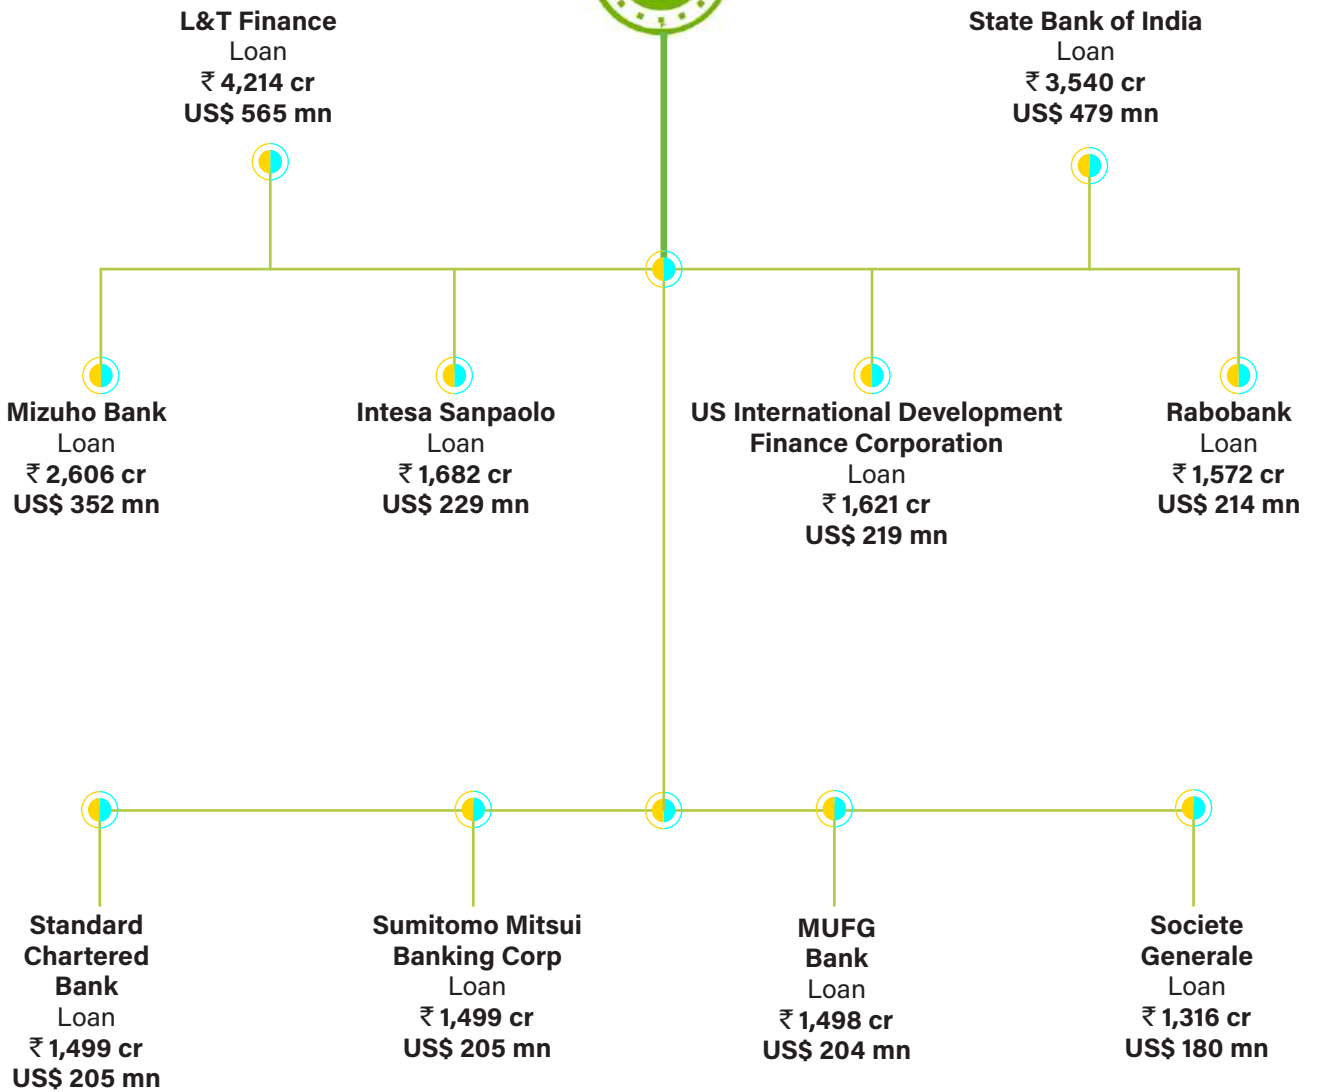 L&T Finance
Loan
₹ 4,214 cr
US$ 565 mn
State Bank of India
Loan
₹ 3,540 cr
US$ 479 mn
Mizuho Bank
Loan
₹ 2,606 cr
US$ 352 mn
Intesa Sanpaolo
Loan
₹ 1,682 cr
US$ 229 mn
US International Development
Finance Corporation
Loan
₹ 1,621 cr
US$ 219 mn
Rabobank
Loan
₹ 1,572 cr
US$ 214 mn
Standard
Chartered
Bank
Loan
₹ 1,499 cr
US$ 205 mn
Sumitomo Mitsui
Banking Corp
Loan
₹ 1,499 cr
US$ 205 mn
MUFG
Bank
Loan
₹ 1,498 cr
US$ 204 mn
Societe
Generale
Loan
₹ 1,316 cr
US$ 180 mn